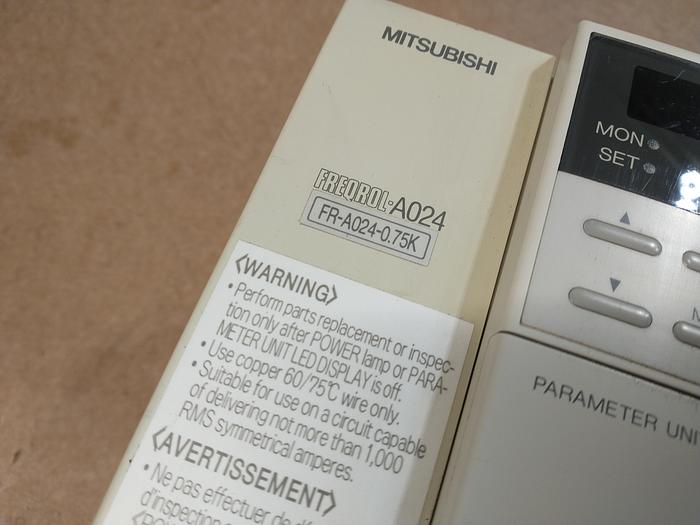 MITSUBISHI
FREQROL-A024
FR-A024-0.75K
<WARNING>
• Perform parts replacement or inspec-
tion only after POWER lamp or PARA-
METER UNIT LED DISPLAY is off.
• Use copper 60/75℃ wire only.
• Suitable for use on a circuit capable
of delivering not more than 1,000
RMS symmetrical amperes.
<AVERTISSEMENT>
• Ne pas effectuer de
d'inspection
MON
SET
PARAMETER UNI